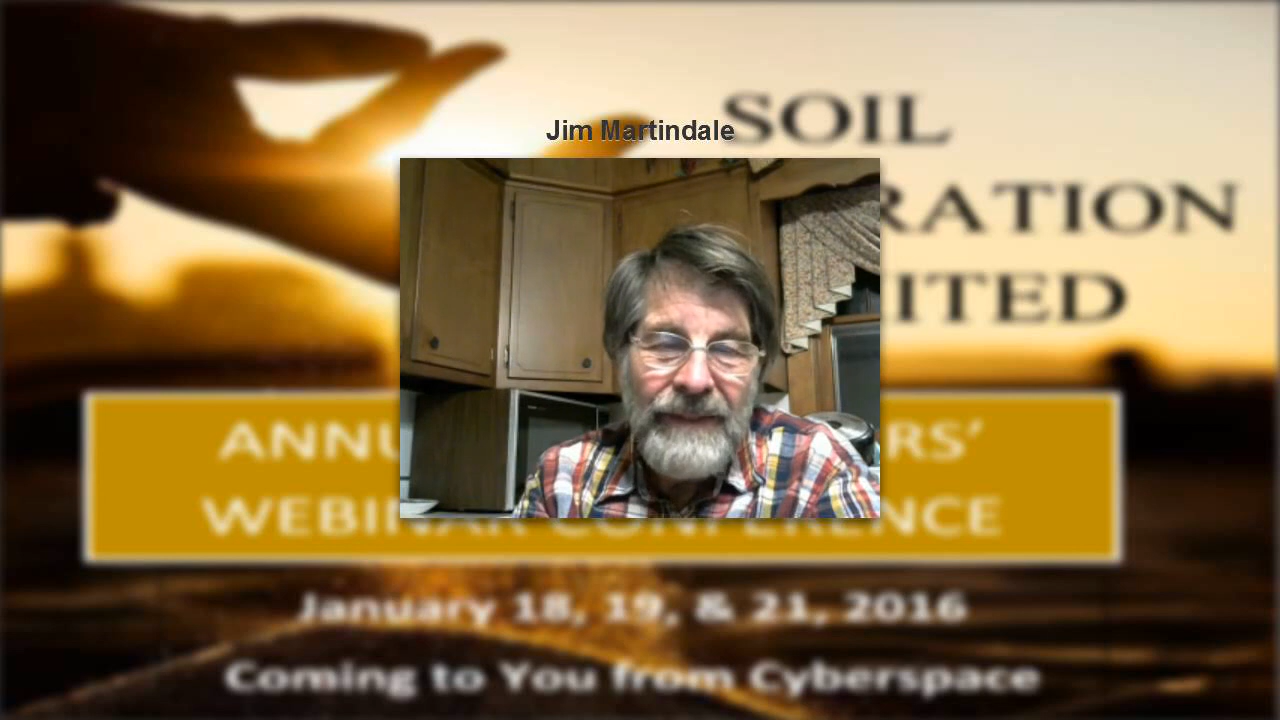 Jim Martindale
SOIL
RATION
ITED
ANNU RS'
WEBINAR CONFERENCE
January 18, 19, & 21, 2016
Coming to You from Cyberspace